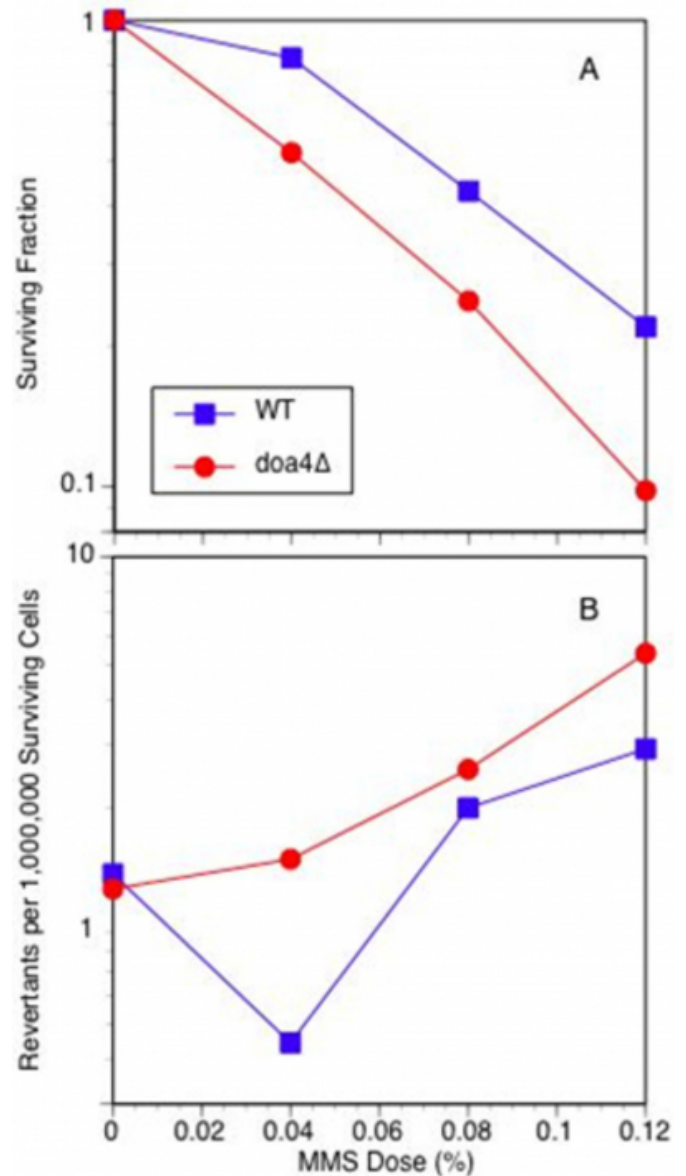 1
A
Surviving Fraction
WT
doa4Δ
0.1
10
B
Revertants per 1,000,000 Surviving Cells
1
0 0.02 0.04 0.06 0.08 0.1 0.12
MMS Dose (%)